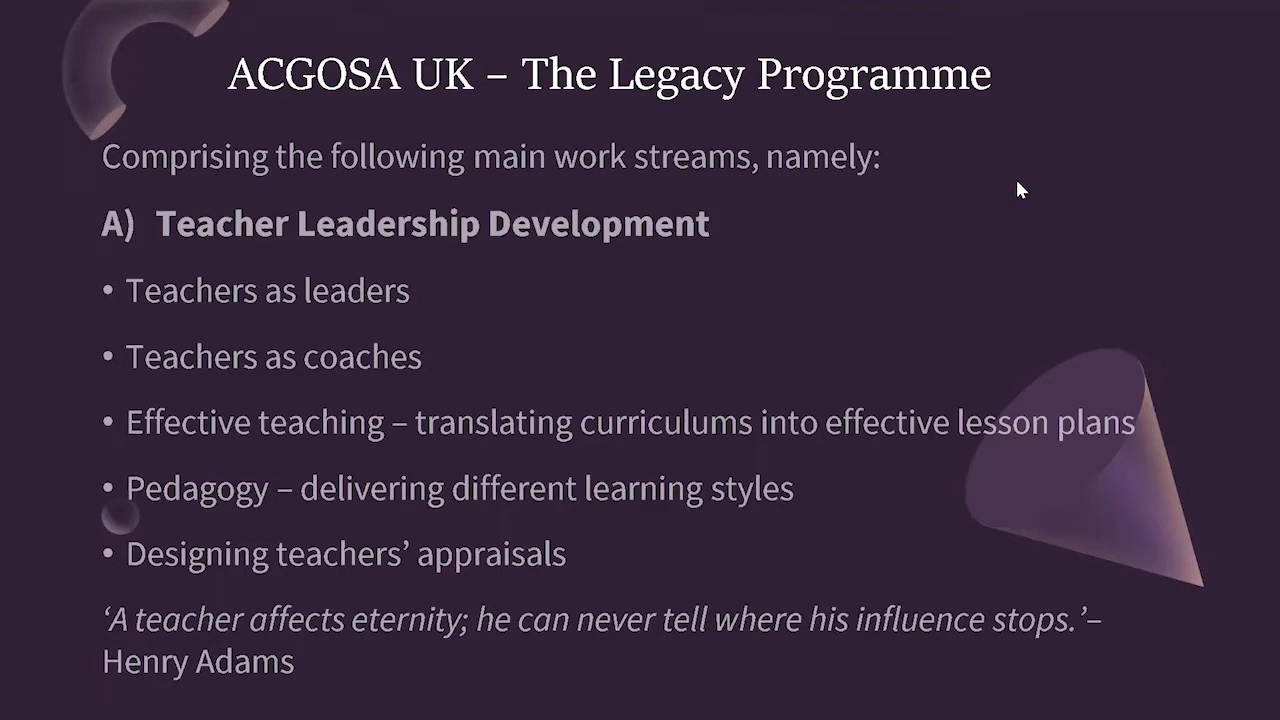 ACGOSA UK – The Legacy Programme
Comprising the following main work streams, namely:
A) Teacher Leadership Development
• Teachers as leaders
• Teachers as coaches
• Effective teaching – translating curriculums into effective lesson plans
• Pedagogy – delivering different learning styles
• Designing teachers’ appraisals
‘A teacher affects eternity; he can never tell where his influence stops.’–
Henry Adams